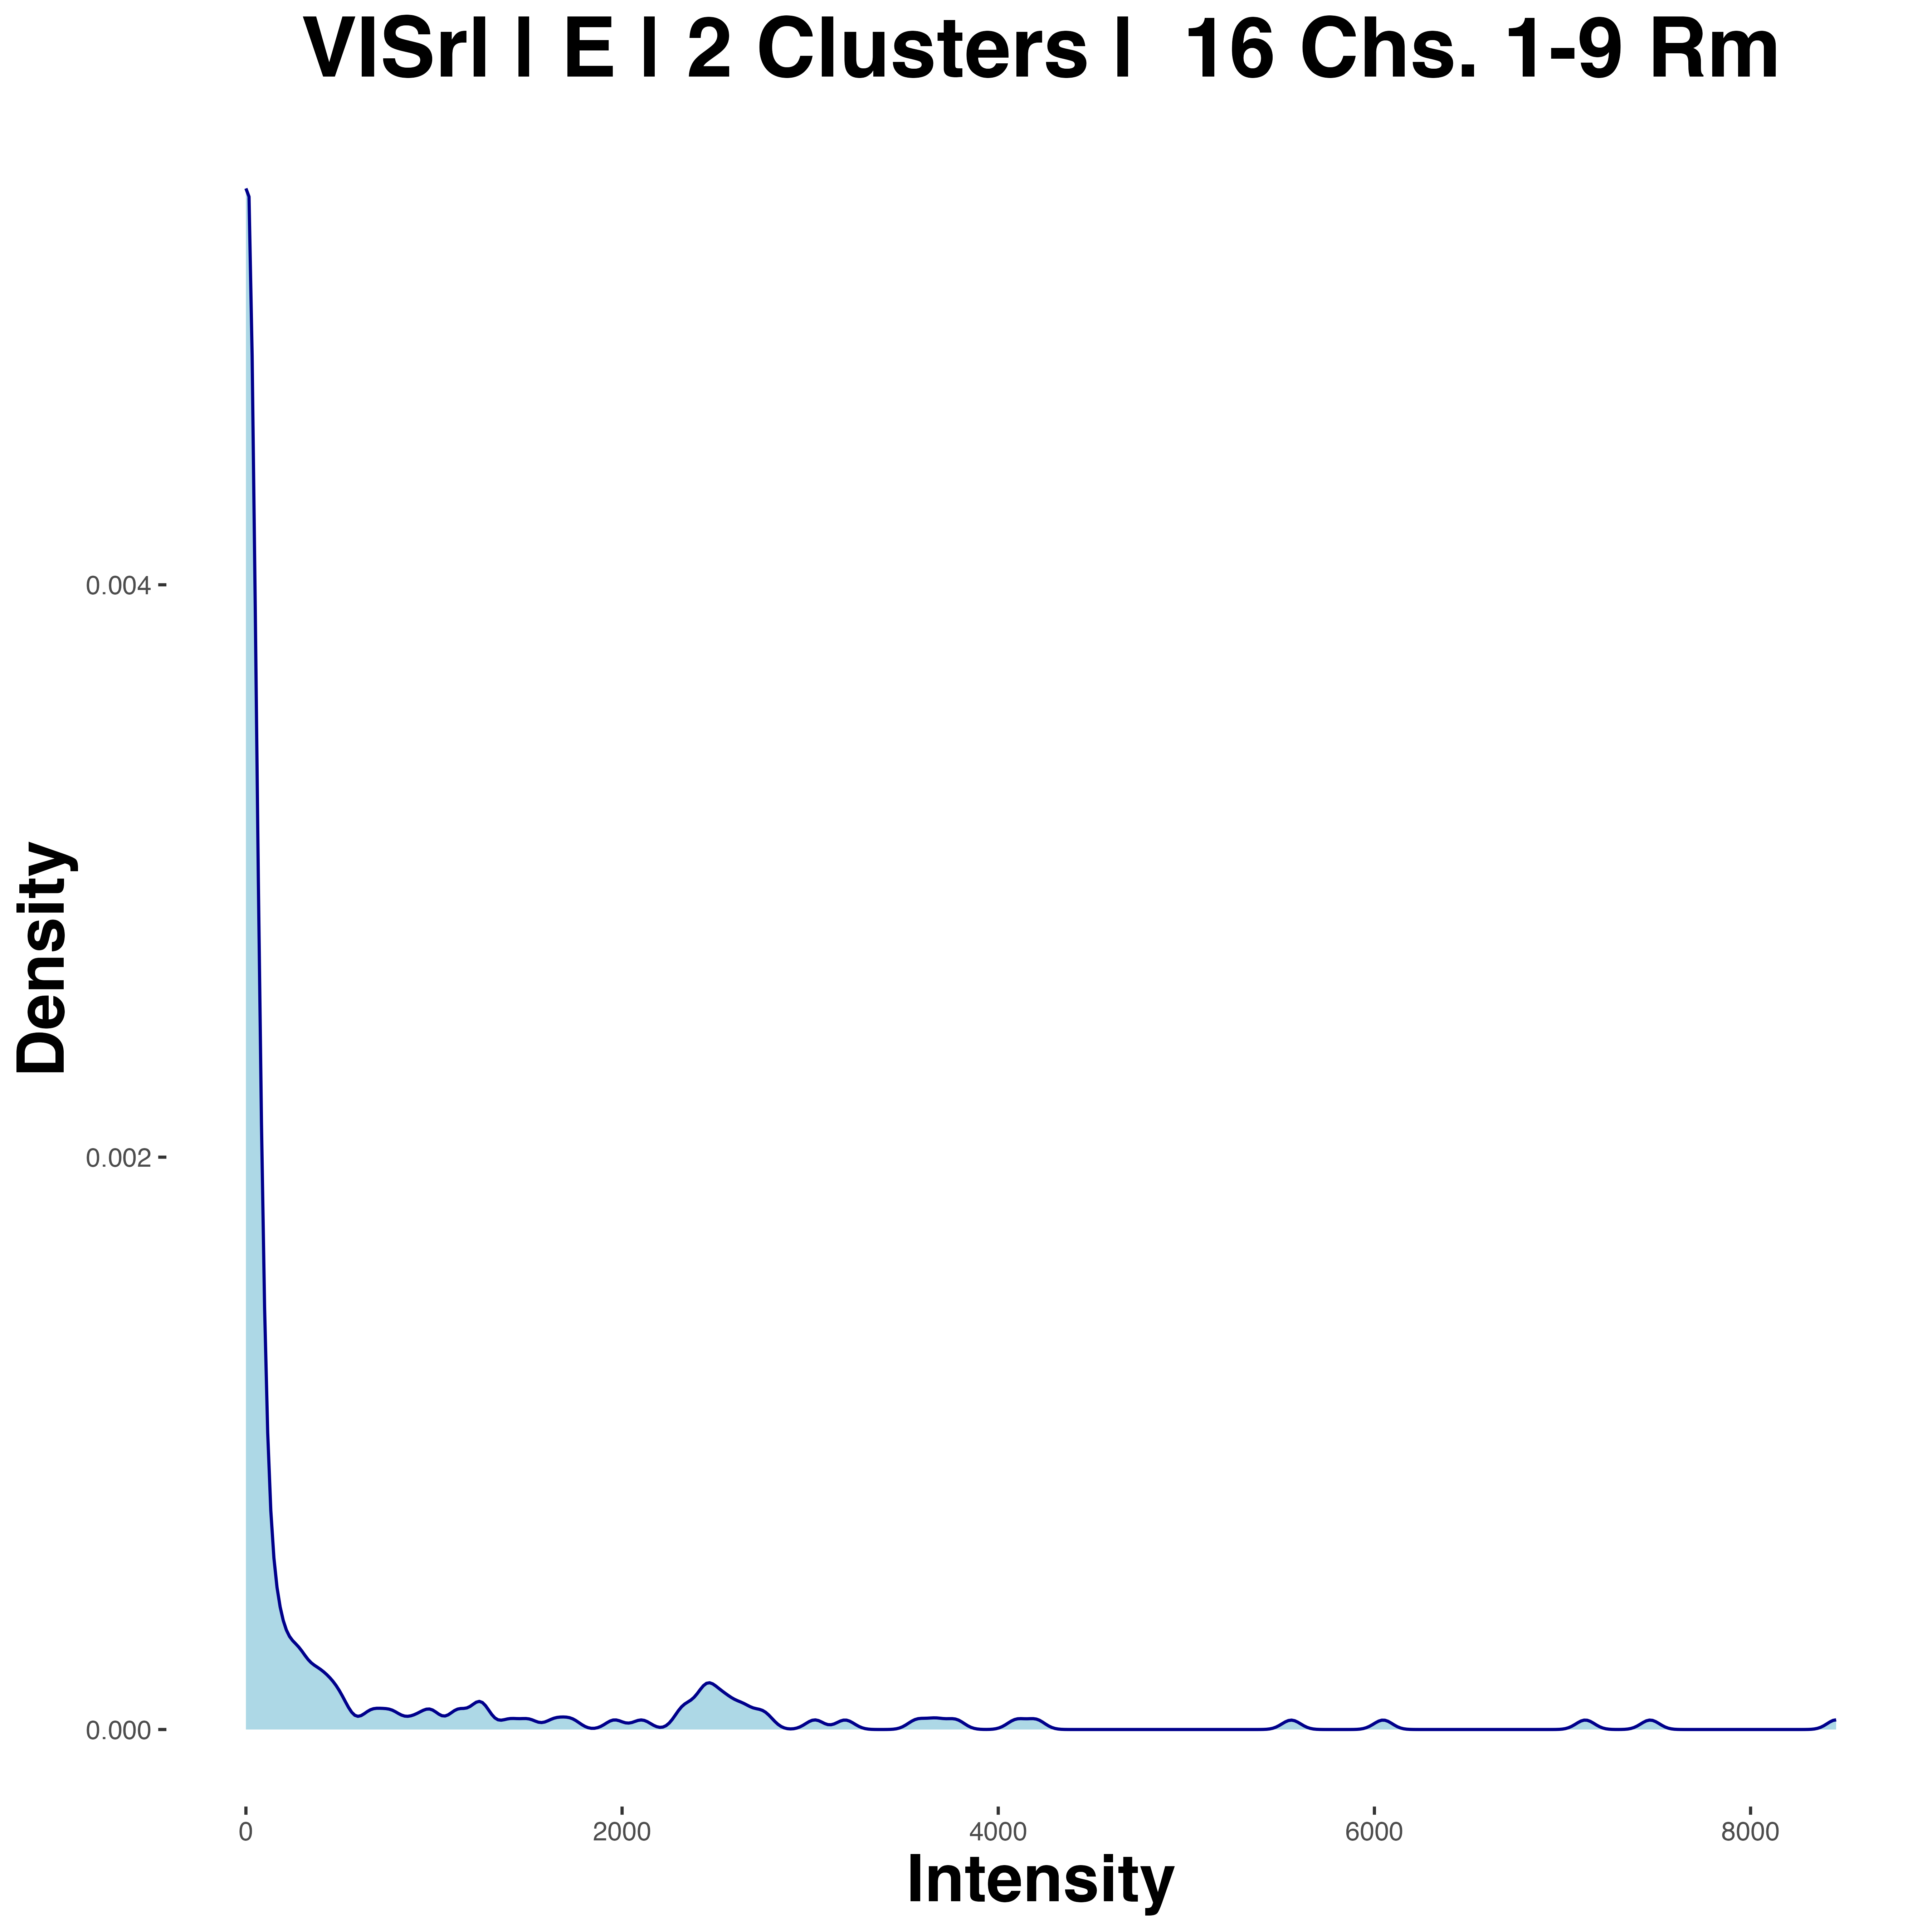 VISrl | E | 2 Clusters |  16 Chs. 1-9 Rm
Density
0.004
0.002
0.000
0 2000 4000 6000 8000
Intensity